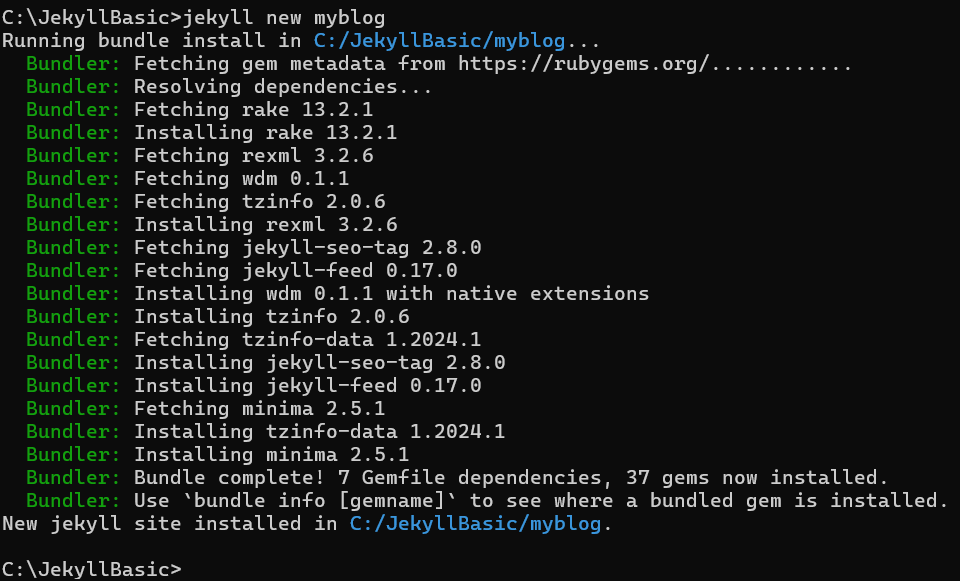 C:\JekyllBasic>jekyll new myblog
Running bundle install in C:/JekyllBasic/myblog...
  Bundler: Fetching gem metadata from https://rubygems.org/............
  Bundler: Resolving dependencies...
  Bundler: Fetching rake 13.2.1
  Bundler: Installing rake 13.2.1
  Bundler: Fetching rexml 3.2.6
  Bundler: Fetching wdm 0.1.1
  Bundler: Fetching tzinfo 2.0.6
  Bundler: Installing rexml 3.2.6
  Bundler: Fetching jekyll-seo-tag 2.8.0
  Bundler: Fetching jekyll-feed 0.17.0
  Bundler: Installing wdm 0.1.1 with native extensions
  Bundler: Installing tzinfo 2.0.6
  Bundler: Fetching tzinfo-data 1.2024.1
  Bundler: Installing jekyll-seo-tag 2.8.0
  Bundler: Installing jekyll-feed 0.17.0
  Bundler: Fetching minima 2.5.1
  Bundler: Installing tzinfo-data 1.2024.1
  Bundler: Installing minima 2.5.1
  Bundler: Bundle complete! 7 Gemfile dependencies, 37 gems now installed.
  Bundler: Use `bundle info [gemname]` to see where a bundled gem is installed.
New jekyll site installed in C:/JekyllBasic/myblog.
C:\JekyllBasic>